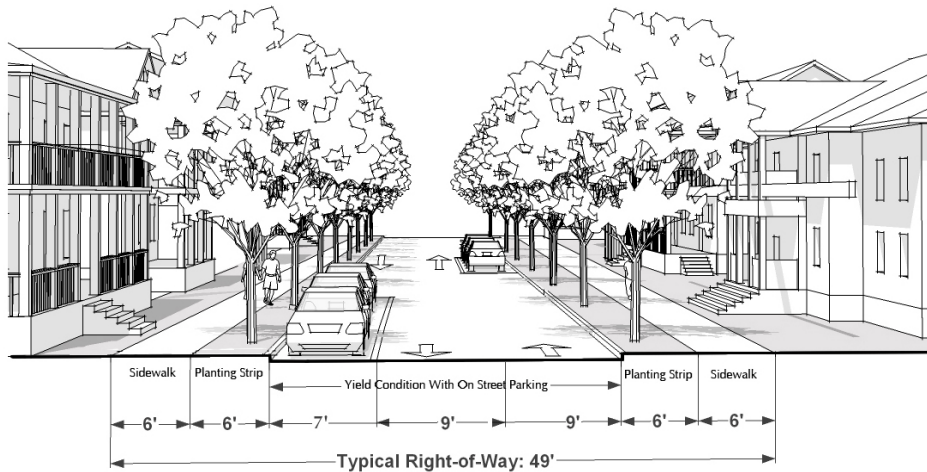 Sidewalk Planting Strip Yield Condition With On Street Parking Planting Strip Sidewalk
6' 6' 7' 9' 9' 6' 6'
Typical Right-of-Way: 49'